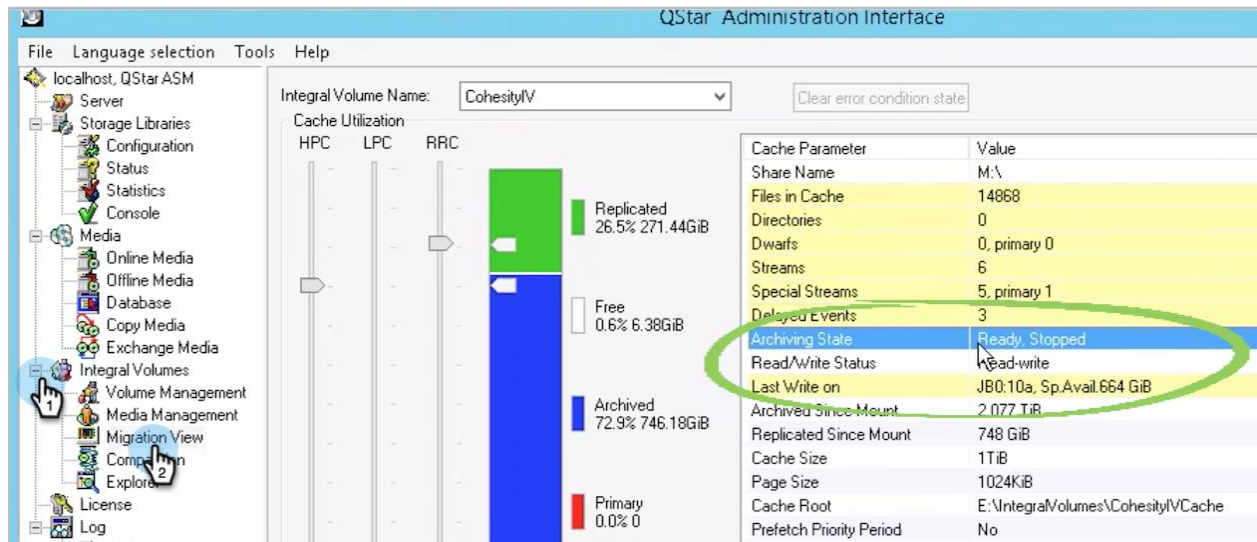 QStar Administration Interface
File Language selection Tools Help
localhost, QStar ASM
Server
Storage Libraries
Configuration
Status
Statistics
Console
Media
Online Media
Offline Media
Database
Copy Media
Exchange Media
Integral Volumes
Volume Management
Media Management
Migration View
Explorer
License
Log
1
2
Integral Volume Name: CohesityIV
Clear error condition state
Cache Utilization
HPC LPC RRC
Replicated
26.5% 271.44GiB
Free
0.6% 6.38GiB
Archived
72.9% 746.18GiB
Primary
0.0% 0
Cache Parameter Value
Share Name M:\
Files in Cache 14868
Directories 0
Dwarfs 0, primary 0
Streams 6
Special Streams 5, primary 1
Delayed Events 3
Archiving State Ready, Stopped
Read/Write Status Read-write
Last Write on JB0:10a, Sp.Avail.664 GiB
Archived Since Mount 2.077 TiB
Replicated Since Mount 748 GiB
Cache Size 1TiB
Page Size 1024KiB
Cache Root E:\IntegralVolumes\CohesityIVCache
Prefetch Priority Period No